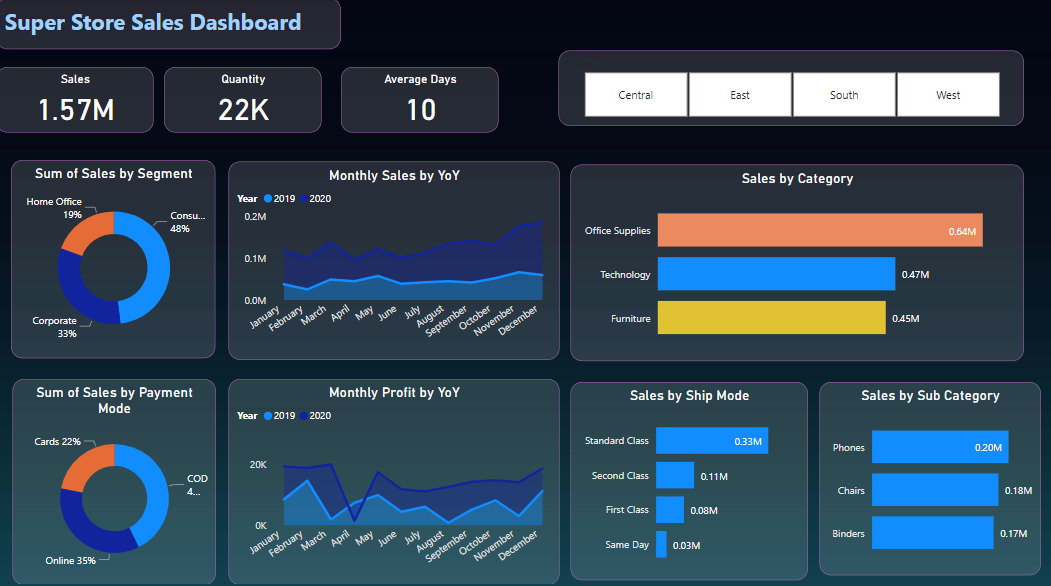 Super Store Sales Dashboard
Sales
1.57M
Quantity
22K
Average Days
10
Central
East
South
West
Sum of Sales by Segment
Home Office
19%
Consu...
48%
Corporate
33%
Monthly Sales by YoY
Year 2019 2020
0.2M
0.1M
0.0M
January
February
March
April
May
June
July
August
September
October
November
December
Sales by Category
Office Supplies 0.64M
Technology 0.47M
Furniture 0.45M
Sum of Sales by Payment
Mode
Cards 22%
COD
4...
Online 35%
Monthly Profit by YoY
Year 2019 2020
20K
0K
January
February
March
April
May
June
July
August
September
October
November
December
Sales by Ship Mode
Standard Class 0.33M
Second Class 0.11M
First Class 0.08M
Same Day 0.03M
Sales by Sub Category
Phones 0.20M
Chairs 0.18M
Binders 0.17M